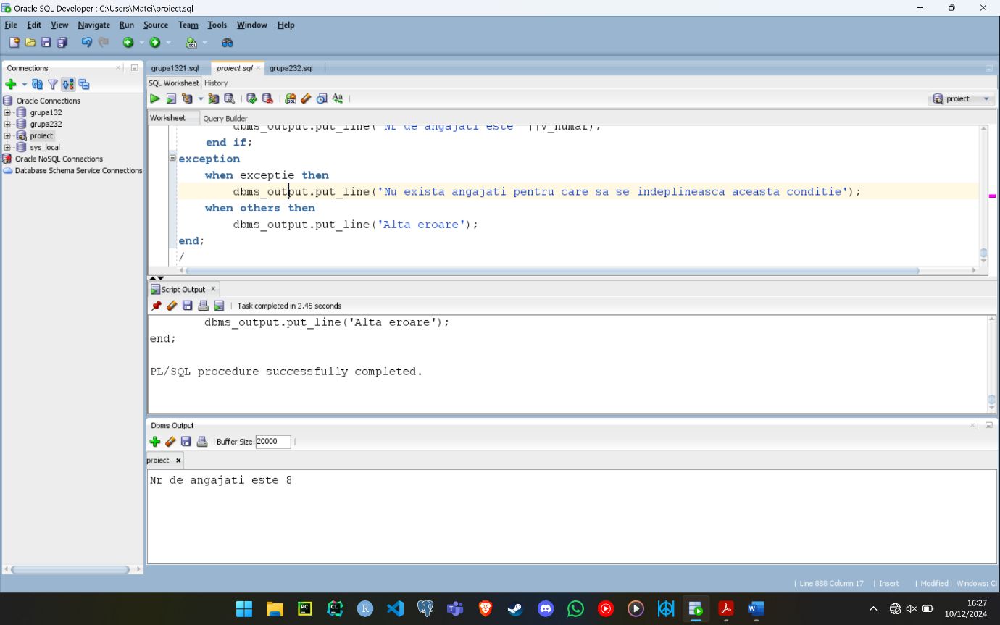 Oracle SQL Developer : C:\Users\Matei\proiect.sql
File Edit View Navigate Run Source Team Tools Window Help
Connections
Oracle Connections
grupa132
grupa232
proiect
sys_local
Oracle NoSQL Connections
Database Schema Service Connections
grupa1321.sql proiect.sql grupa232.sql
SQL Worksheet History
proiect
Worksheet Query Builder
dbms_output.put_line('Nr de angajati este '||v_numar);
end if;
exception
when exceptie then
dbms_output.put_line('Nu exista angajati pentru care sa se indeplineasca aceasta conditie');
when others then
dbms_output.put_line('Alta eroare');
end;
/
Script Output x
Task completed in 2.45 seconds
dbms_output.put_line('Alta eroare');
end;
PL/SQL procedure successfully completed.
Dbms Output
Buffer Size: 20000
proiect x
Nr de angajati este 8
Line 888 Column 17 Insert Modified Windows: Cl
16:27
10/12/2024